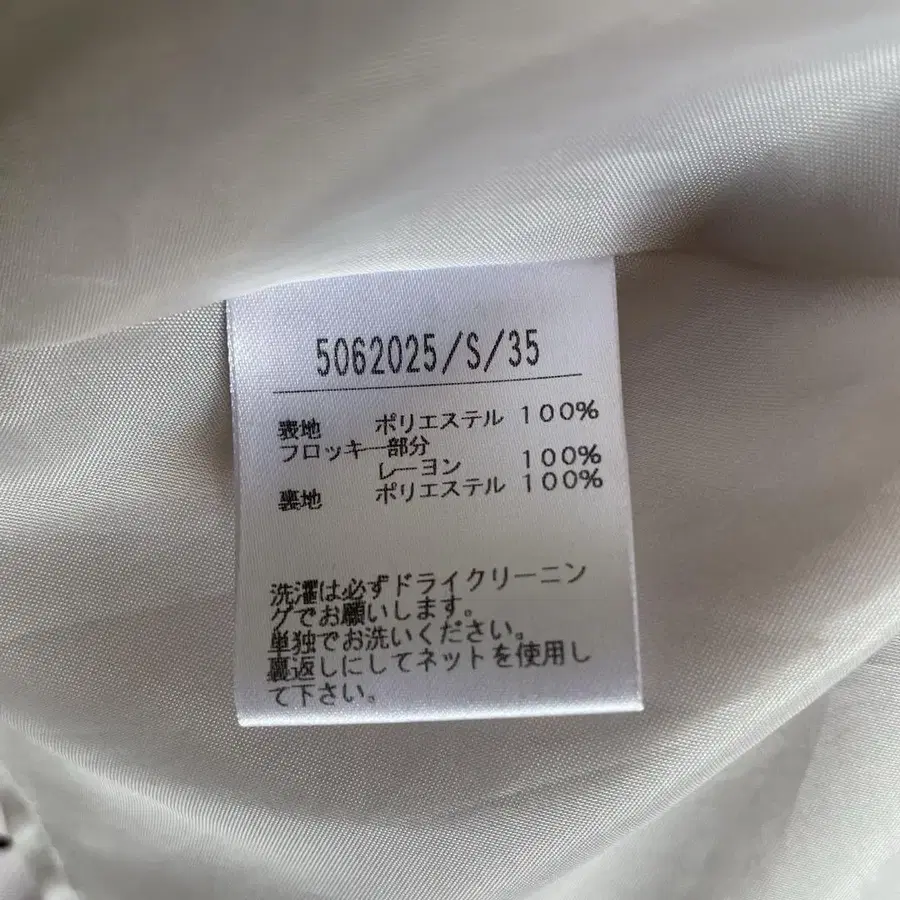 5062025/S/35
表地 ポリエステル 100%
フロッキー部分
レーヨン 100%
裏地 ポリエステル 100%
洗濯は必ずドライクリーニン
グでお願いします。
単独でお洗いください。
裏返しにしてネットを使用し
て下さい。